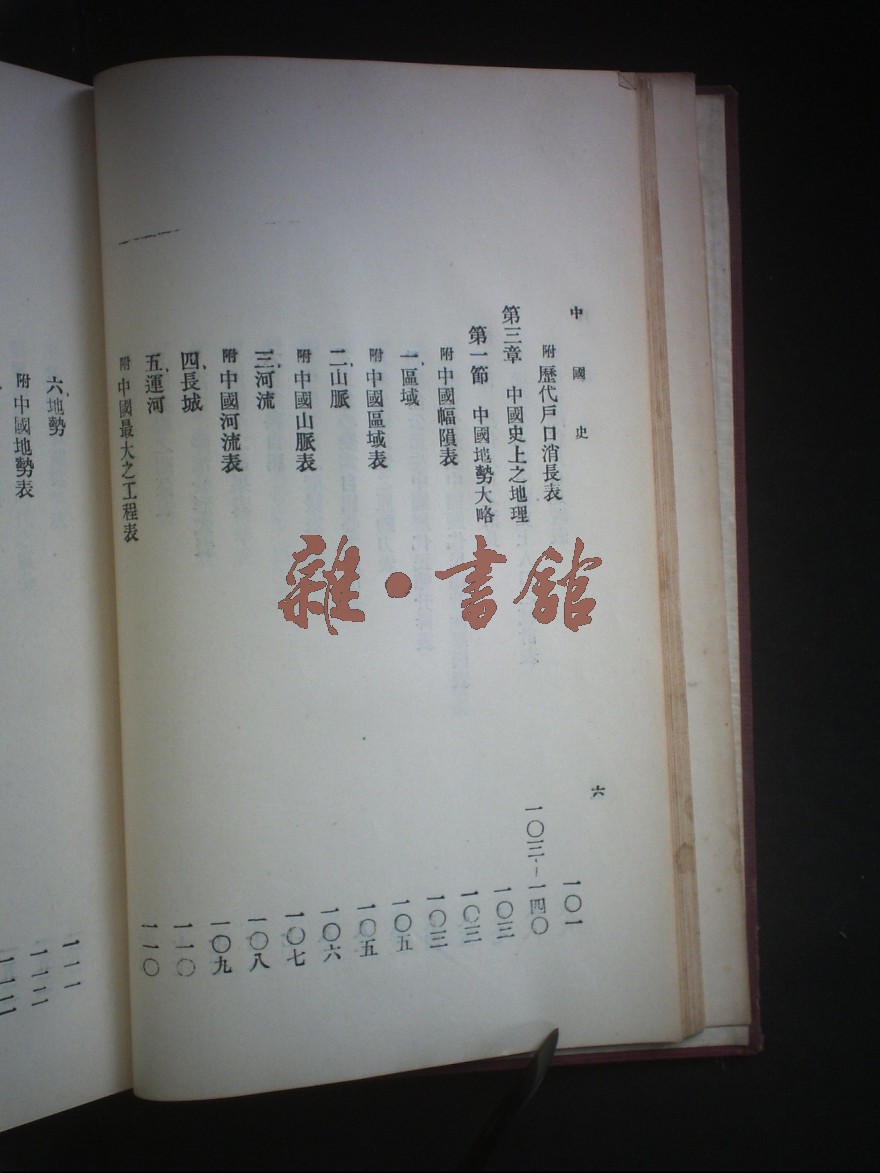 中國史 六
附歷代戶口消長表 一〇一
第三章 中國史上之地理 一〇三-一四〇
第一節 中國地勢大略 一〇三
附中國幅隕表 一〇三
一、區域 一〇三
附中國區域表 一〇五
二、山脈 一〇五
附中國山脈表 一〇六
三、河流 一〇七
附中國河流表 一〇八
四、長城 一〇九
五、運河 一一〇
附中國最大之工程表 一一〇
六、地勢 一一一
附中國地勢表 一一二
一一二
雜·書館